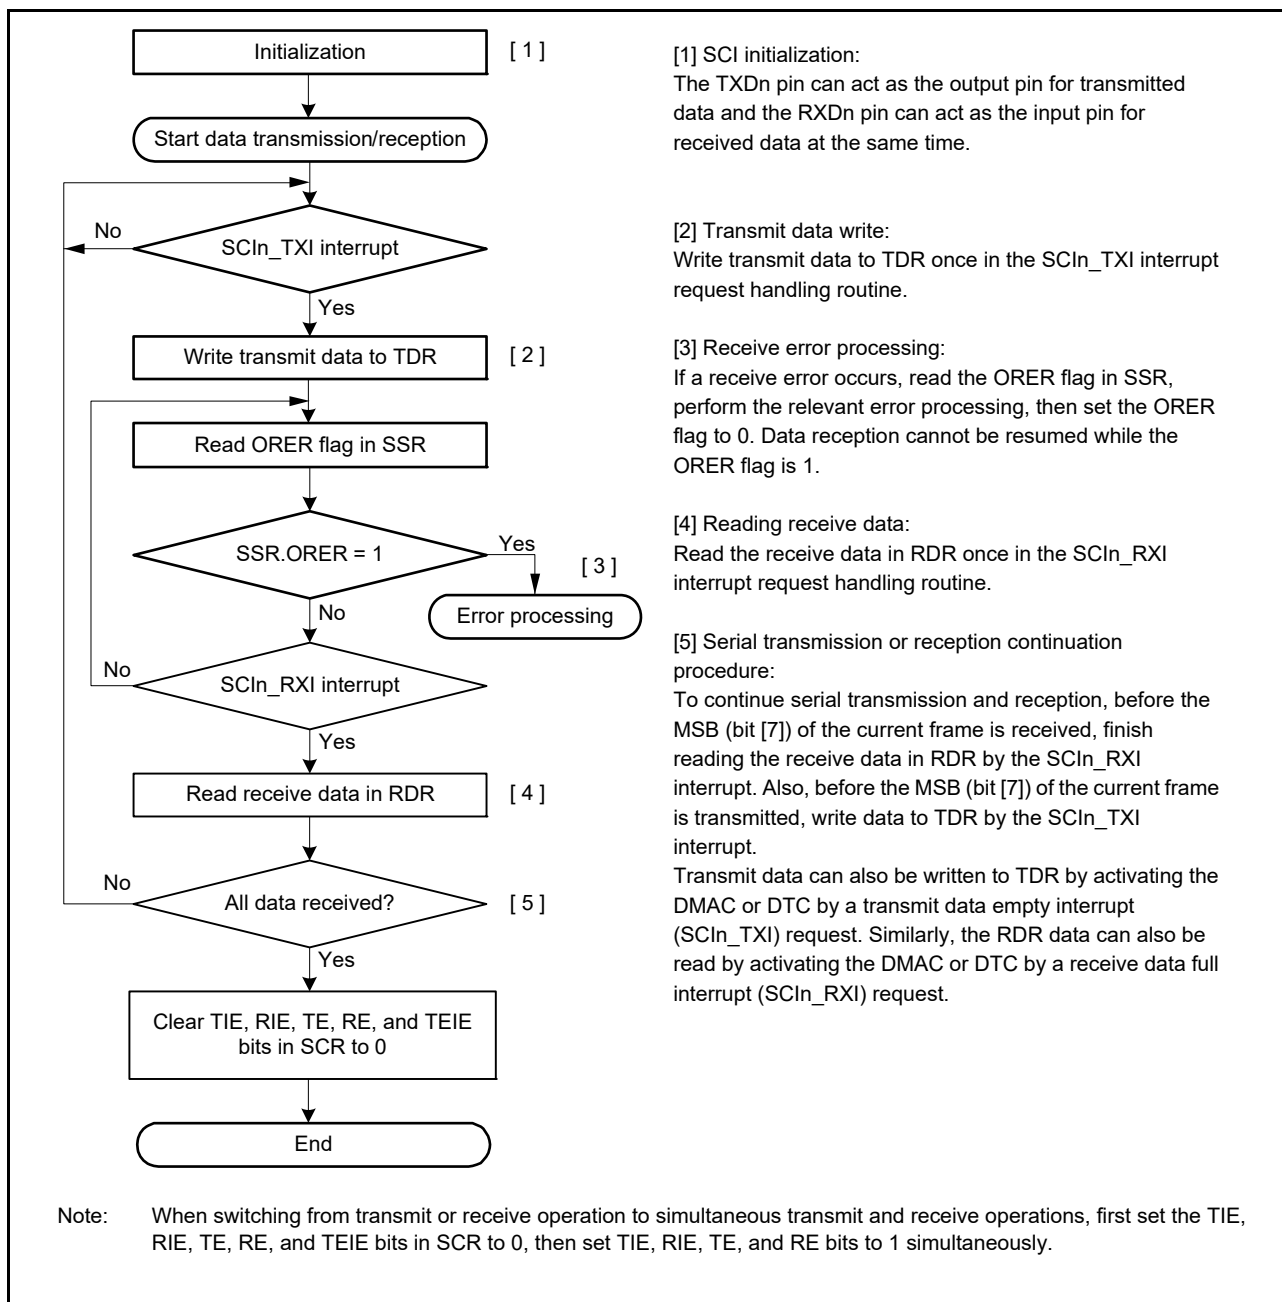 Initialization
[ 1 ]
Start data transmission/reception
No
SCIn_TXI interrupt
Yes
Write transmit data to TDR
[ 2 ]
Read ORER flag in SSR
SSR.ORER = 1
Yes
[ 3 ]
Error processing
No
No
SCIn_RXI interrupt
Yes
Read receive data in RDR
[ 4 ]
No
All data received?
[ 5 ]
Yes
Clear TIE, RIE, TE, RE, and TEIE
bits in SCR to 0
End
[1] SCI initialization:
The TXDn pin can act as the output pin for transmitted
data and the RXDn pin can act as the input pin for
received data at the same time.
[2] Transmit data write:
Write transmit data to TDR once in the SCIn_TXI interrupt
request handling routine.
[3] Receive error processing:
If a receive error occurs, read the ORER flag in SSR,
perform the relevant error processing, then set the ORER
flag to 0. Data reception cannot be resumed while the
ORER flag is 1.
[4] Reading receive data:
Read the receive data in RDR once in the SCIn_RXI
interrupt request handling routine.
[5] Serial transmission or reception continuation
procedure:
To continue serial transmission and reception, before the
MSB (bit [7]) of the current frame is received, finish
reading the receive data in RDR by the SCIn_RXI
interrupt. Also, before the MSB (bit [7]) of the current frame
is transmitted, write data to TDR by the SCIn_TXI
interrupt.
Transmit data can also be written to TDR by activating the
DMAC or DTC by a transmit data empty interrupt
(SCIn_TXI) request. Similarly, the RDR data can also be
read by activating the DMAC or DTC by a receive data full
interrupt (SCIn_RXI) request.
Note: When switching from transmit or receive operation to simultaneous transmit and receive operations, first set the TIE,
RIE, TE, RE, and TEIE bits in SCR to 0, then set TIE, RIE, TE, and RE bits to 1 simultaneously.